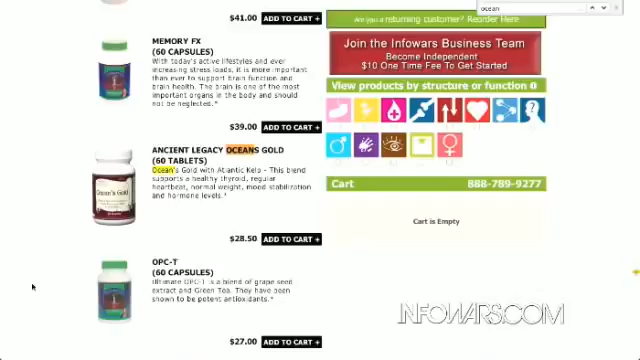 ocean
$41.00 ADD TO CART +
Are you a returning customer? Reorder Here
MEMORY FX
(60 CAPSULES)
With today's active lifestyles and ever
increasing stress loads, it is more important
than ever to support brain function and
brain health. The brain is one of the most
important organs in the body and should
not be neglected.*
$39.00 ADD TO CART +
ANCIENT LEGACY OCEANS GOLD
(60 TABLETS)
Ocean's Gold with Atlantic Kelp - This blend
supports a healthy thyroid, regular
heartbeat, normal weight, mood stabilization
and hormone levels.*
Ocean's Gold
$28.50 ADD TO CART +
OPC-T
(60 CAPSULES)
Ultimate OPC-T is a blend of grape seed
extract and Green Tea. They have been
shown to be potent antioxidants.*
$27.00 ADD TO CART +
Join the Infowars Business Team
Become Independent
$10 One Time Fee To Get Started
View products by structure or function
Cart 888-789-9277
Cart is Empty
INFOWARS.COM